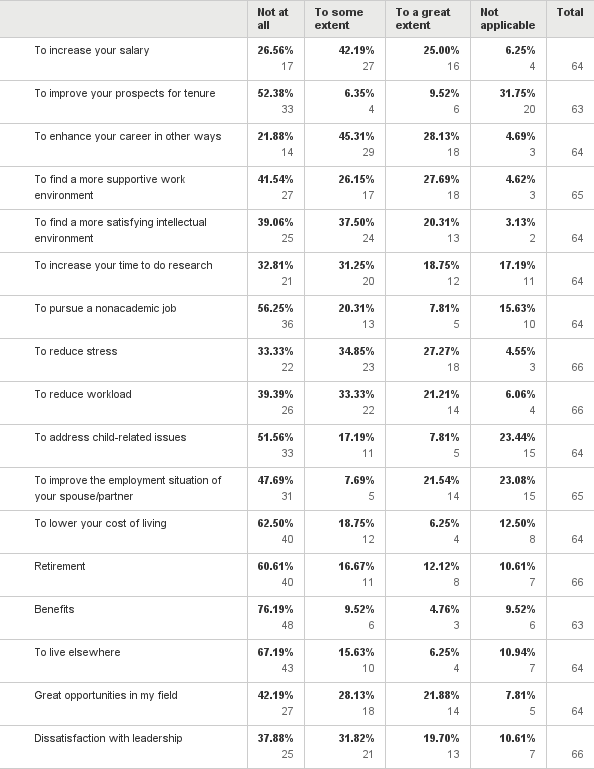 Not at all To some extent To a great extent Not applicable Total
To increase your salary 26.56% 42.19% 25.00% 6.25%
17 27 16 4 64
To improve your prospects for tenure 52.38% 6.35% 9.52% 31.75%
33 4 6 20 63
To enhance your career in other ways 21.88% 45.31% 28.13% 4.69%
14 29 18 3 64
To find a more supportive work 41.54% 26.15% 27.69% 4.62%
environment 27 17 18 3 65
To find a more satisfying intellectual 39.06% 37.50% 20.31% 3.13%
environment 25 24 13 2 64
To increase your time to do research 32.81% 31.25% 18.75% 17.19%
21 20 12 11 64
To pursue a nonacademic job 56.25% 20.31% 7.81% 15.63%
36 13 5 10 64
To reduce stress 33.33% 34.85% 27.27% 4.55%
22 23 18 3 66
To reduce workload 39.39% 33.33% 21.21% 6.06%
26 22 14 4 66
To address child-related issues 51.56% 17.19% 7.81% 23.44%
33 11 5 15 64
To improve the employment situation of 47.69% 7.69% 21.54% 23.08%
your spouse/partner 31 5 14 15 65
To lower your cost of living 62.50% 18.75% 6.25% 12.50%
40 12 4 8 64
Retirement 60.61% 16.67% 12.12% 10.61%
40 11 8 7 66
Benefits 76.19% 9.52% 4.76% 9.52%
48 6 3 6 63
To live elsewhere 67.19% 15.63% 6.25% 10.94%
43 10 4 7 64
Great opportunities in my field 42.19% 28.13% 21.88% 7.81%
27 18 14 5 64
Dissatisfaction with leadership 37.88% 31.82% 19.70% 10.61%
25 21 13 7 66